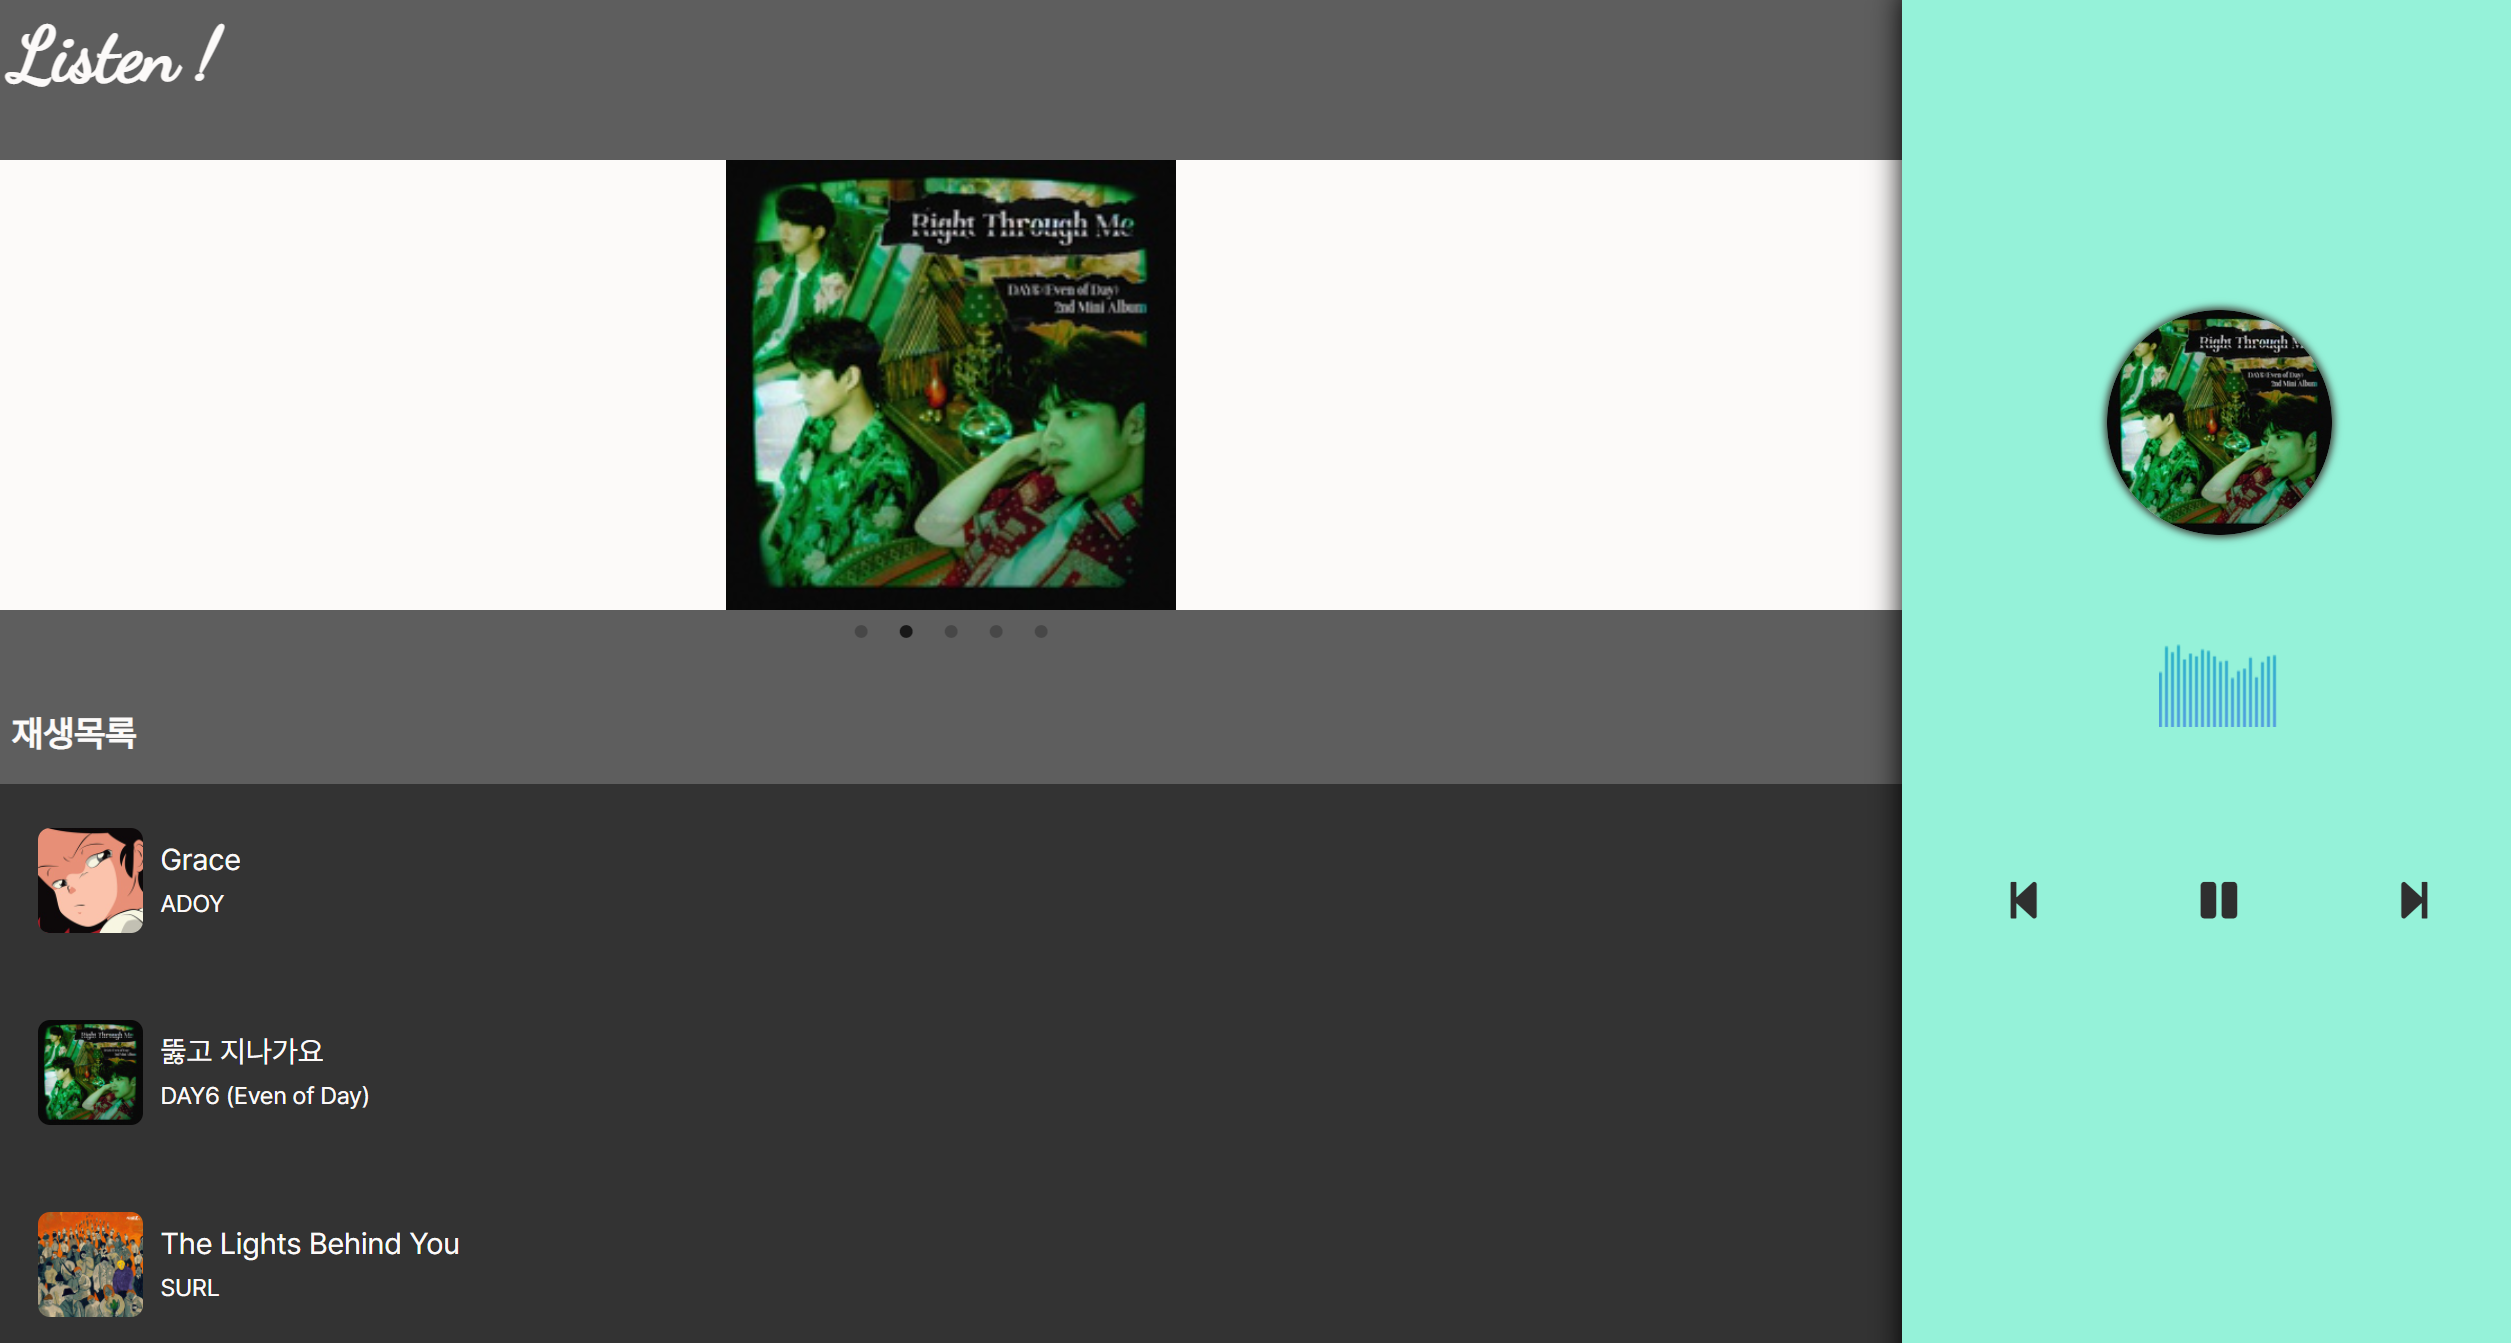 Listen!
Right Through Me
DAY6 (Even of Day)
2nd Mini Album
재생목록
Grace
ADOY
뚫고 지나가요
DAY6 (Even of Day)
The Lights Behind You
SURL
Right Through M
DAY6 (Even of Day)
2nd Mini Album